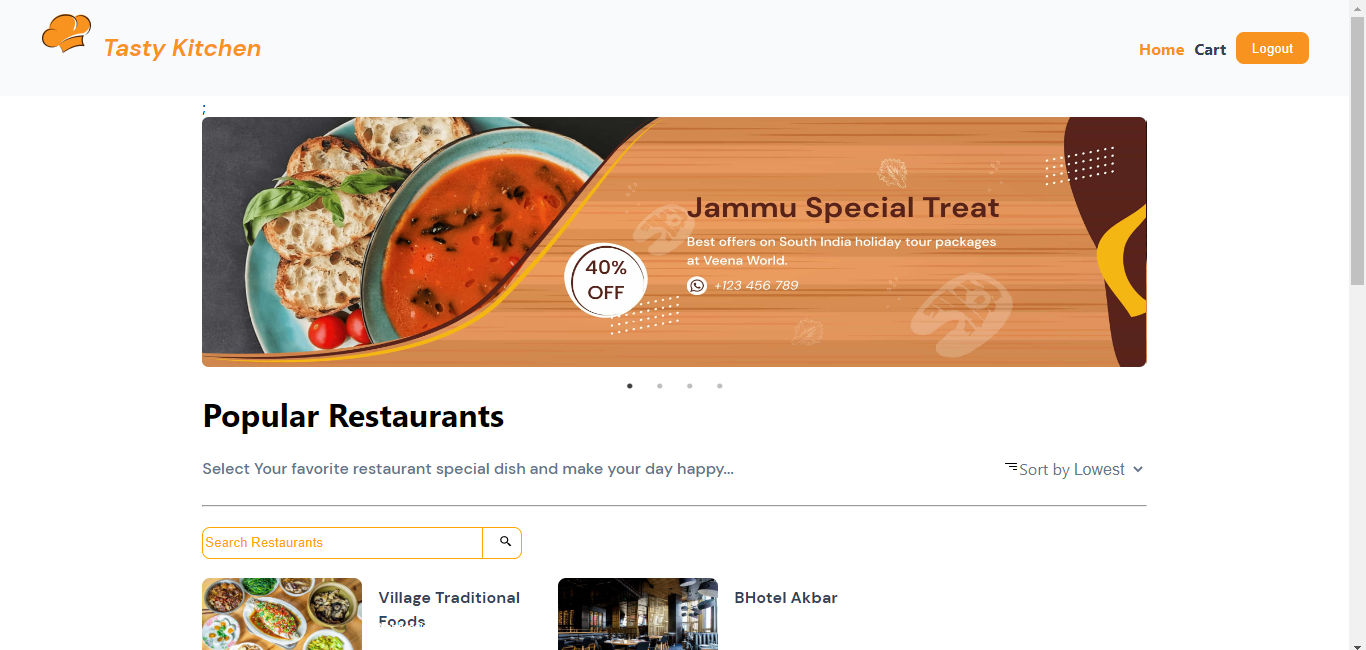 Tasty Kitchen
Home Cart Logout
;
Jammu Special Treat
Best offers on South India holiday tour packages
at Veena World.
+123 456 789
40%
OFF
Popular Restaurants
Select Your favorite restaurant special dish and make your day happy...
Sort by Lowest
Search Restaurants
Village Traditional
Foods
BHotel Akbar